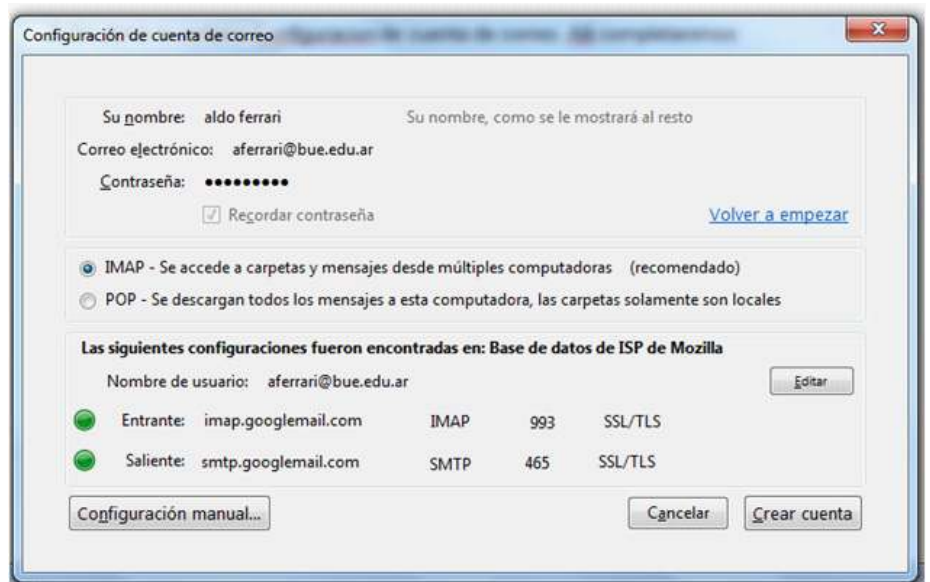 Configuración de cuenta de correo
Su nombre: aldo ferrari Su nombre, como se le mostrará al resto
Correo electrónico: aferrari@bue.edu.ar
Contraseña: •••••••••
Recordar contraseña Volver a empezar
IMAP - Se accede a carpetas y mensajes desde múltiples computadoras (recomendado)
POP - Se descargan todos los mensajes a esta computadora, las carpetas solamente son locales
Las siguientes configuraciones fueron encontradas en: Base de datos de ISP de Mozilla
Nombre de usuario: aferrari@bue.edu.ar Editar
Entrante: imap.googlemail.com IMAP 993 SSL/TLS
Saliente: smtp.googlemail.com SMTP 465 SSL/TLS
Configuración manual... Cancelar Crear cuenta